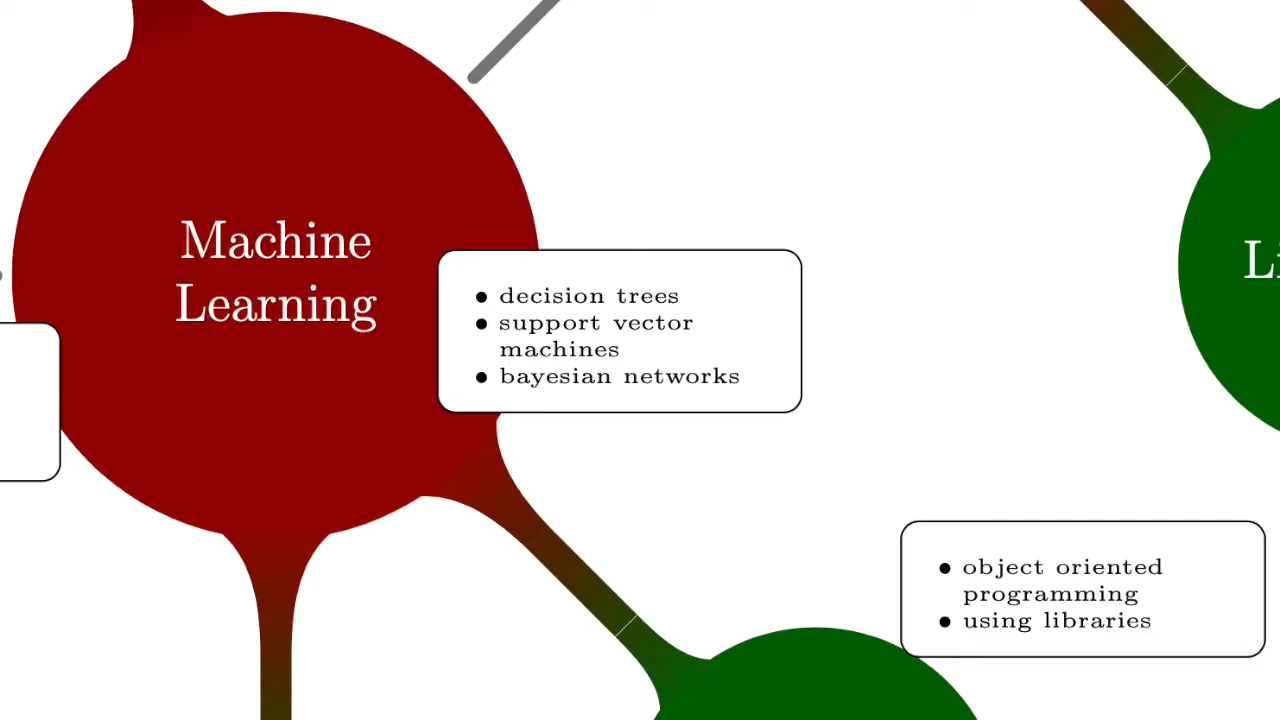 Machine
Learning
• decision trees
• support vector
machines
• bayesian networks
• object oriented
programming
• using libraries